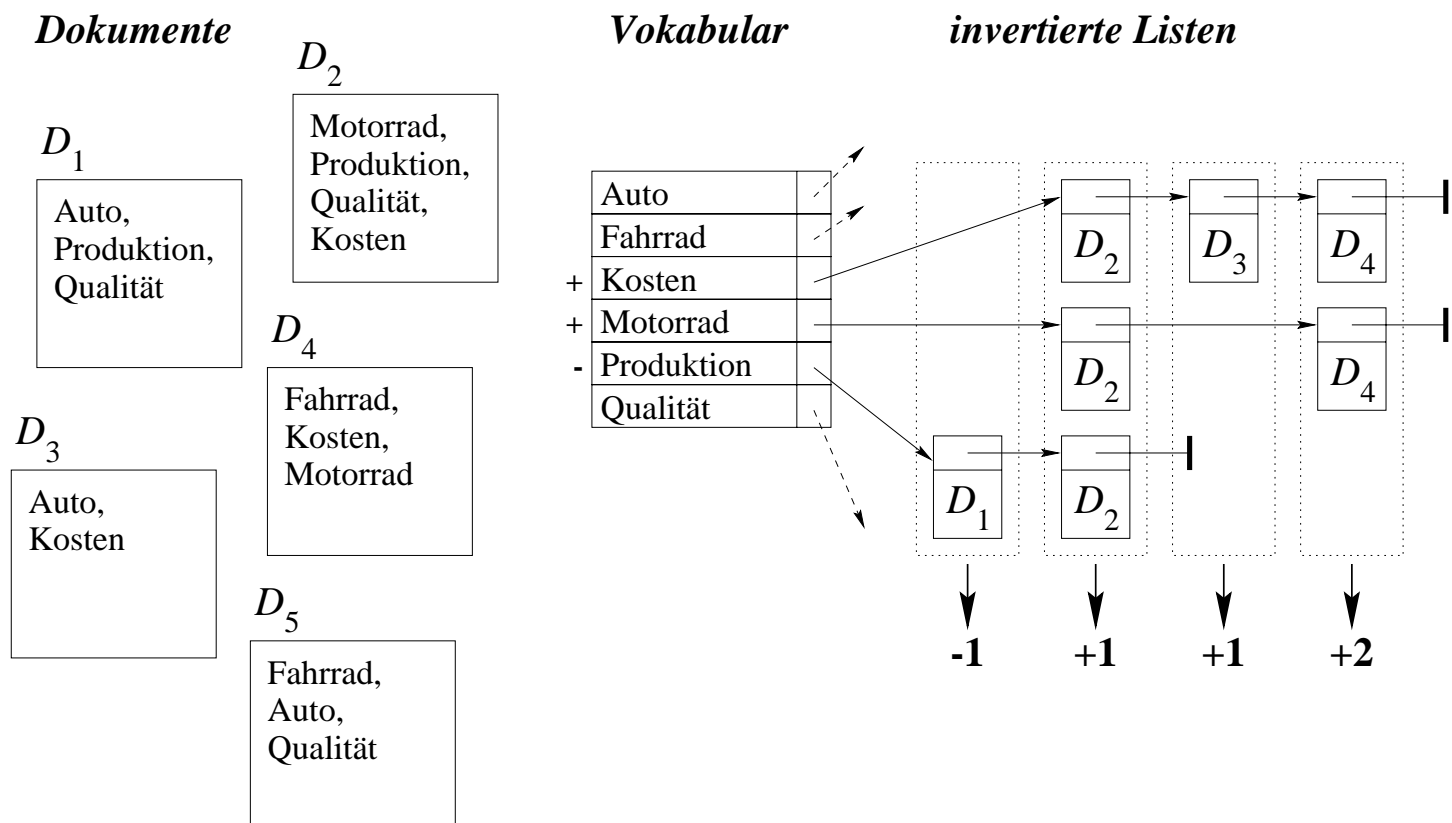 Dokumente
D1
Auto,
Produktion,
Qualität
D2
Motorrad,
Produktion,
Qualität,
Kosten
D3
Auto,
Kosten
D4
Fahrrad,
Kosten,
Motorrad
D5
Fahrrad,
Auto,
Qualität
Vokabular
Auto
Fahrrad
+ Kosten
+ Motorrad
- Produktion
Qualität
invertierte Listen
D2 D3 D4
D2 D4
D1 D2
-1 +1 +1 +2